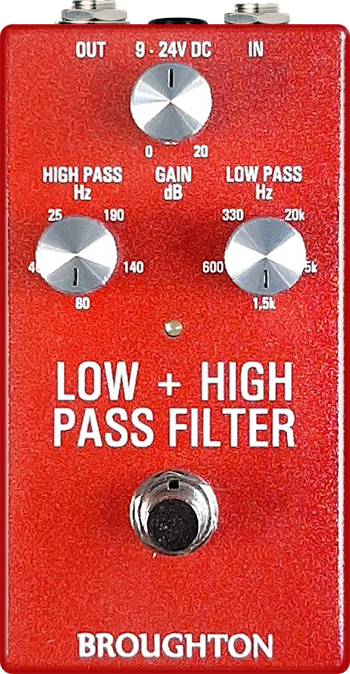 OUT 9 - 24V DC IN
0 20
HIGH PASS GAIN LOW PASS
Hz dB Hz
25 190 330 20k
140 600
80 1.5k
LOW + HIGH
PASS FILTER
BROUGHTON